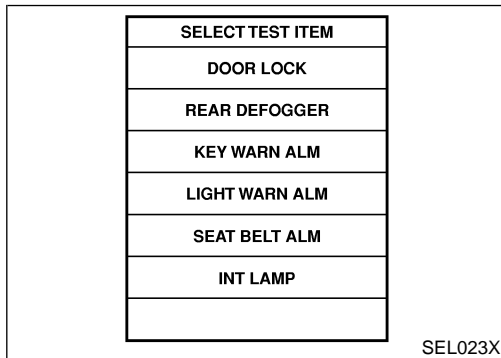 SELECT TEST ITEM
DOOR LOCK
REAR DEFOGGER
KEY WARN ALM
LIGHT WARN ALM
SEAT BELT ALM
INT LAMP
SEL023X